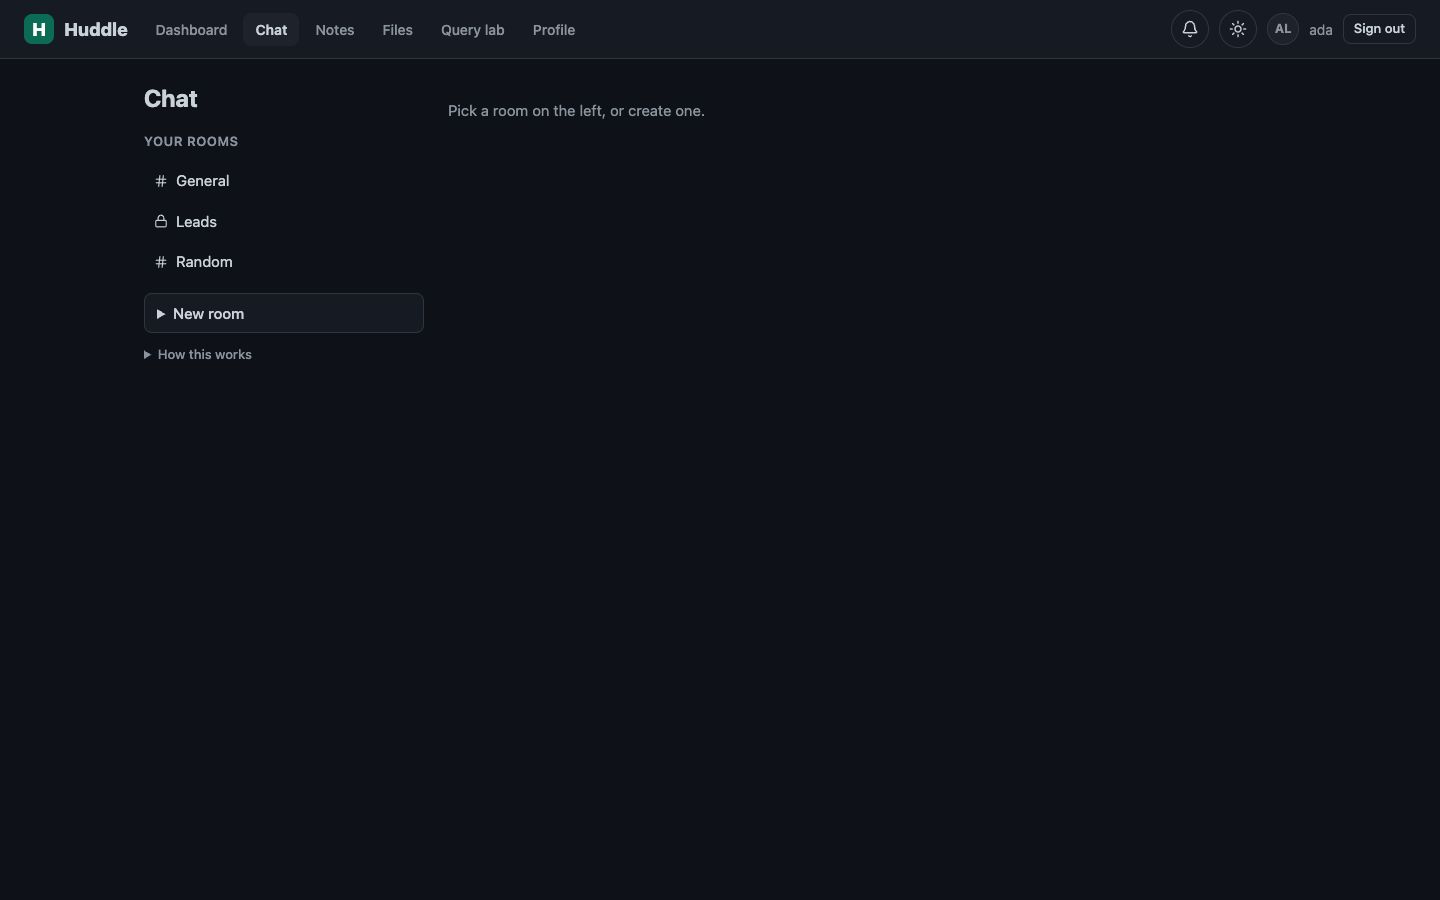 H Huddle Dashboard Chat Notes Files Query lab Profile AL ada Sign out
Chat
Pick a room on the left, or create one.
YOUR ROOMS
# General
Leads
# Random
New room
How this works